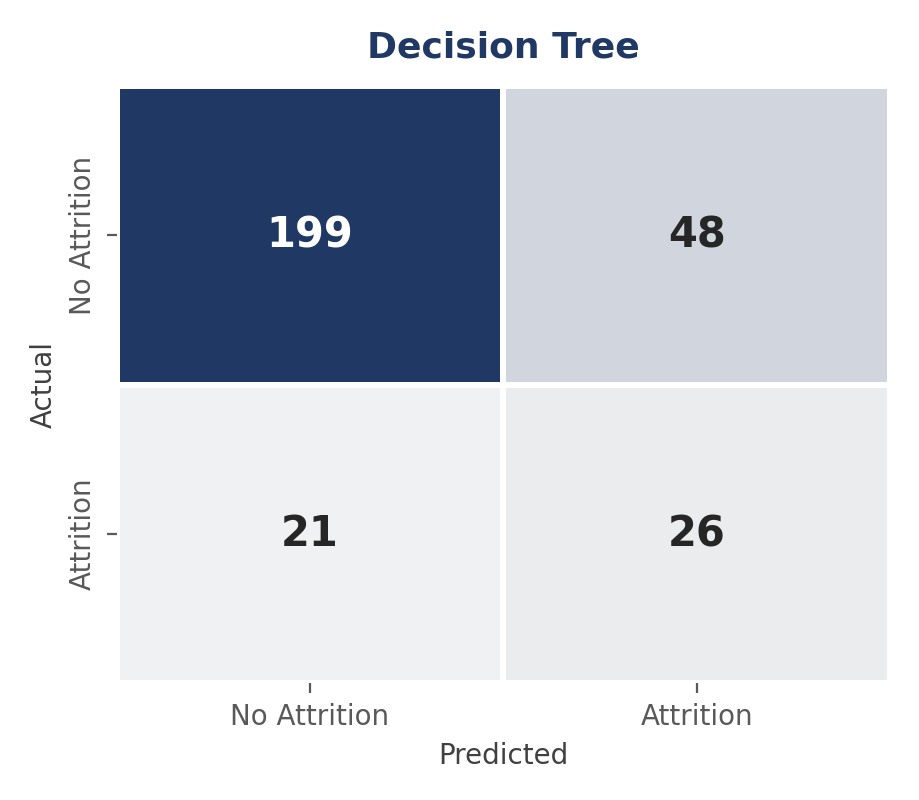 Decision Tree
No Attrition
199
48
Actual
Attrition
21
26
No Attrition
Attrition
Predicted